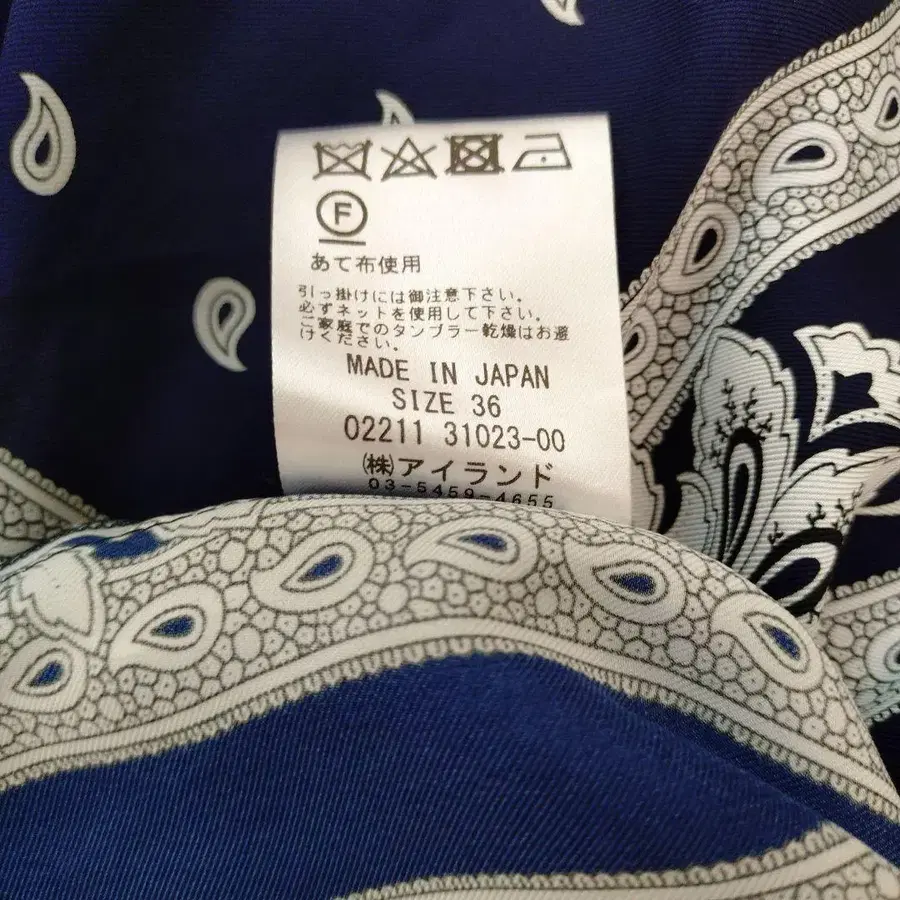 F
あて布使用
引っ掛けには御注意下さい。
必ずネットを使用して下さい。
ご家庭でのタンブラー乾燥はお避
けください。
MADE IN JAPAN
SIZE 36
02211 31023-00
㈱アイランド
03-5459-4655